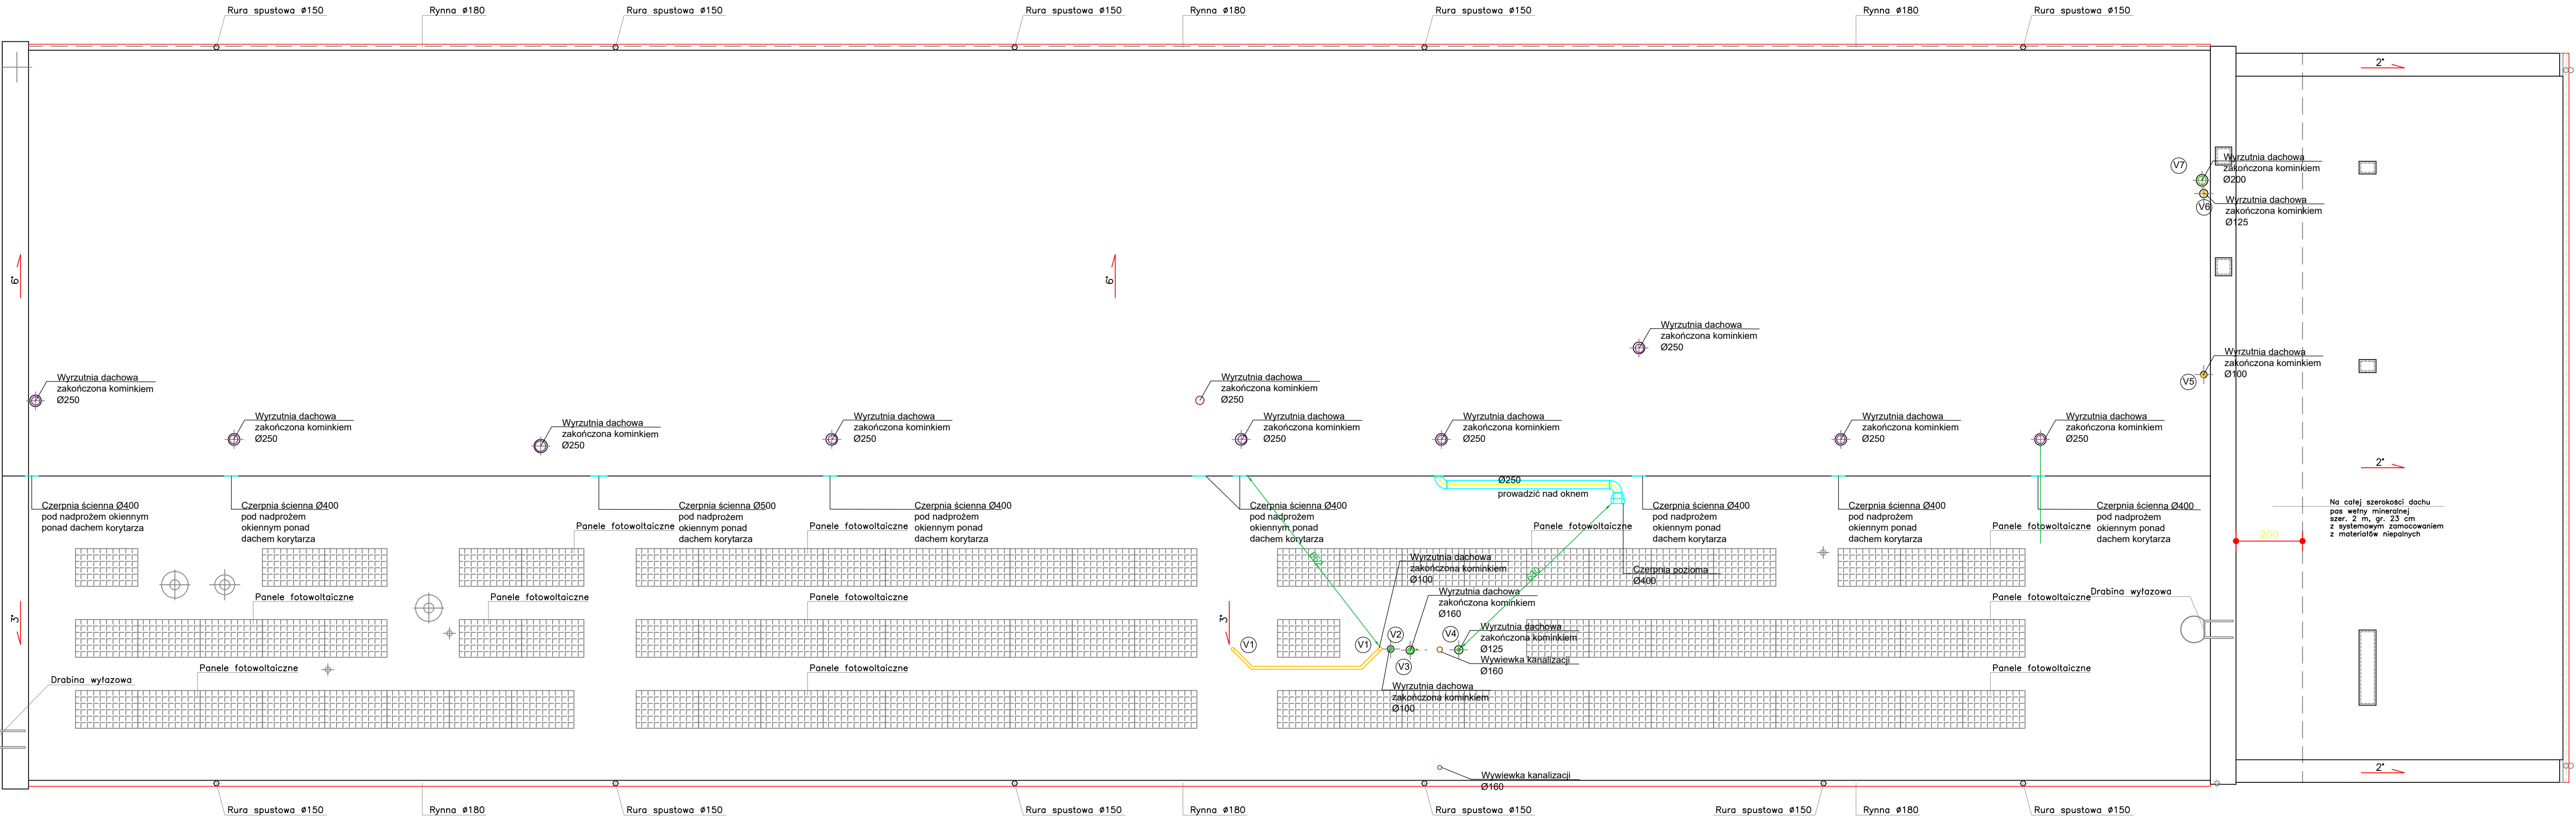 Rura spustowa Ø150
Rynna Ø180
Rura spustowa Ø150
Rura spustowa Ø150
Rynna Ø180
Rura spustowa Ø150
Rynna Ø180
Rura spustowa Ø150
2°
V7
Wyrzutnia dachowa
zakończona kominkiem
Ø200
V6
Wyrzutnia dachowa
zakończona kominkiem
Ø125
6°
6°
Wyrzutnia dachowa
zakończona kominkiem
Ø250
Wyrzutnia dachowa
zakończona kominkiem
Ø100
V5
Wyrzutnia dachowa
zakończona kominkiem
Ø250
Wyrzutnia dachowa
zakończona kominkiem
Ø250
Wyrzutnia dachowa
zakończona kominkiem
Ø250
Wyrzutnia dachowa
zakończona kominkiem
Ø250
Wyrzutnia dachowa
zakończona kominkiem
Ø250
Wyrzutnia dachowa
zakończona kominkiem
Ø250
Wyrzutnia dachowa
zakończona kominkiem
Ø250
Wyrzutnia dachowa
zakończona kominkiem
Ø250
Wyrzutnia dachowa
zakończona kominkiem
Ø250
2°
Ø250
prowadzić nad oknem
Czerpnia ścienna Ø400
pod nadprożem okiennym
ponad dachem korytarza
Czerpnia ścienna Ø400
pod nadprożem
okiennym ponad
dachem korytarza
Czerpnia ścienna Ø500
pod nadprożem
okiennym ponad
dachem korytarza
Czerpnia ścienna Ø400
pod nadprożem
okiennym ponad
dachem korytarza
Czerpnia ścienna Ø400
pod nadprożem
okiennym ponad
dachem korytarza
Czerpnia ścienna Ø400
pod nadprożem
okiennym ponad
dachem korytarza
Czerpnia ścienna Ø400
pod nadprożem
okiennym ponad
dachem korytarza
Czerpnia ścienna Ø400
pod nadprożem
okiennym ponad
dachem korytarza
Na całej szerokości dachu
pas wełny mineralnej
szer. 2 m, gr. 23 cm
z systemowym zamocowaniem
z materiałów niepalnych
200
Panele fotowoltaiczne
Panele fotowoltaiczne
Panele fotowoltaiczne
Panele fotowoltaiczne
Wyrzutnia dachowa
zakończona kominkiem
Ø100
Czerpnia pozioma
Ø400
Panele fotowoltaiczne
Panele fotowoltaiczne
Panele fotowoltaiczne
Wyrzutnia dachowa
zakończona kominkiem
Ø160
Panele fotowoltaiczne
Drabina wyłazowa
3°
3°
V1
V1
V2
V3
V4
Wyrzutnia dachowa
zakończona kominkiem
Ø125
Wywiewka kanalizacji
Ø160
Panele fotowoltaiczne
Panele fotowoltaiczne
Panele fotowoltaiczne
Drabina wyłazowa
Wyrzutnia dachowa
zakończona kominkiem
Ø100
Wywiewka kanalizacji
Ø160
2°
Rura spustowa Ø150
Rynna Ø180
Rura spustowa Ø150
Rura spustowa Ø150
Rynna Ø180
Rura spustowa Ø150
Rura spustowa Ø150
Rynna Ø180
Rura spustowa Ø150